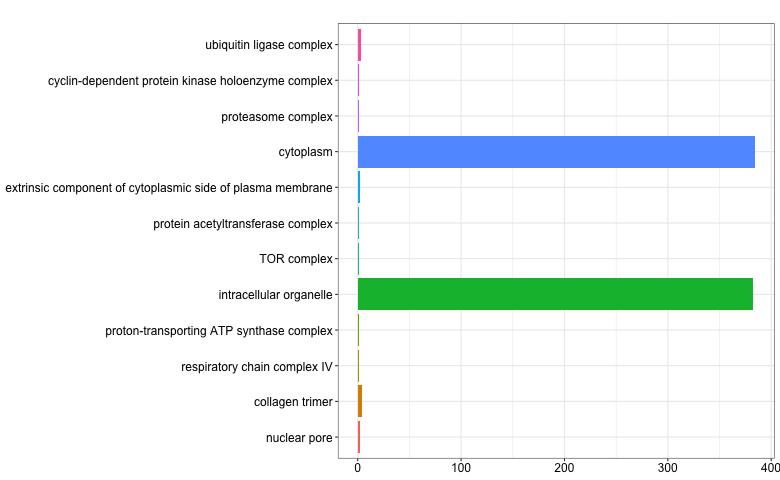 ubiquitin ligase complex
cyclin-dependent protein kinase holoenzyme complex
proteasome complex
cytoplasm
extrinsic component of cytoplasmic side of plasma membrane
protein acetyltransferase complex
TOR complex
intracellular organelle
proton-transporting ATP synthase complex
respiratory chain complex IV
collagen trimer
nuclear pore
0 100 200 300 400